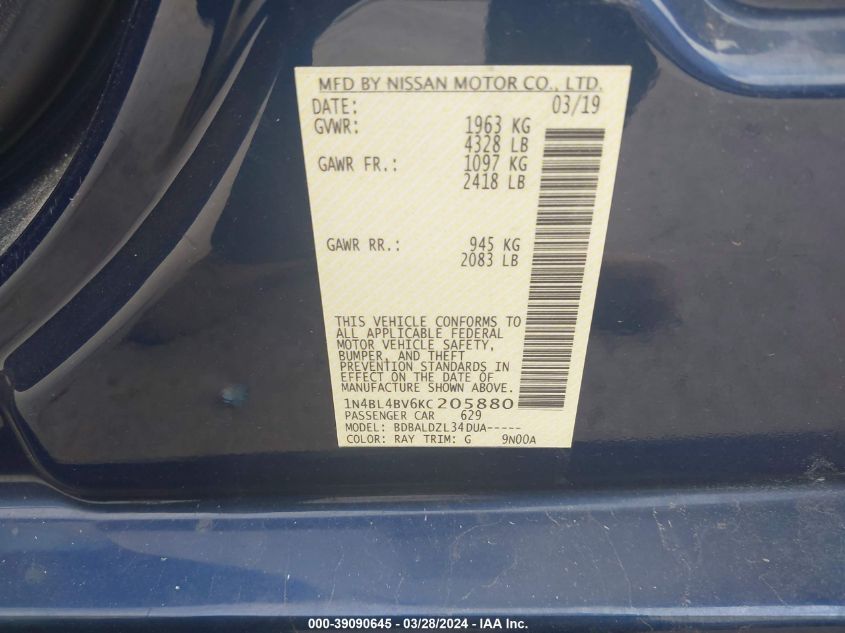 MFD BY NISSAN MOTOR CO., LTD.
DATE: 03/19
GVWR: 1963 KG
4328 LB
GAWR FR.: 1097 KG
2418 LB
GAWR RR.: 945 KG
2083 LB
THIS VEHICLE CONFORMS TO
ALL APPLICABLE FEDERAL
MOTOR VEHICLE SAFETY,
BUMPER, AND THEFT
PREVENTION STANDARDS IN
EFFECT ON THE DATE OF
MANUFACTURE SHOWN ABOVE.
1N4BL4BV6KC205880
PASSENGER CAR 629
MODEL: BDBALDZL34DUA-----
COLOR: RAY TRIM: G 9N00A
000-39090645 / 03/28/2024 - IAA Inc.